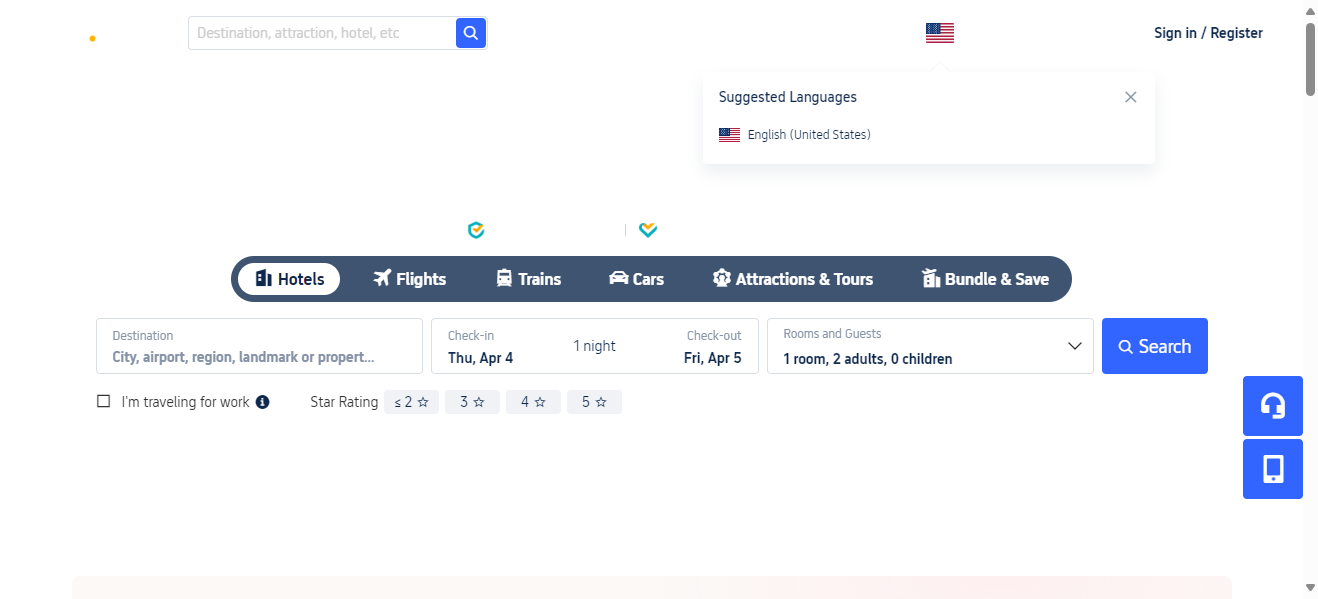 Destination, attraction, hotel, etc
Sign in / Register
Suggested Languages
English (United States)
Hotels
Flights
Trains
Cars
Attractions & Tours
Bundle & Save
Destination
City, airport, region, landmark or propert...
Check-in
Thu, Apr 4
1 night
Check-out
Fri, Apr 5
Rooms and Guests
1 room, 2 adults, 0 children
Search
I'm traveling for work
Star Rating
≤ 2 ☆
3 ☆
4 ☆
5 ☆